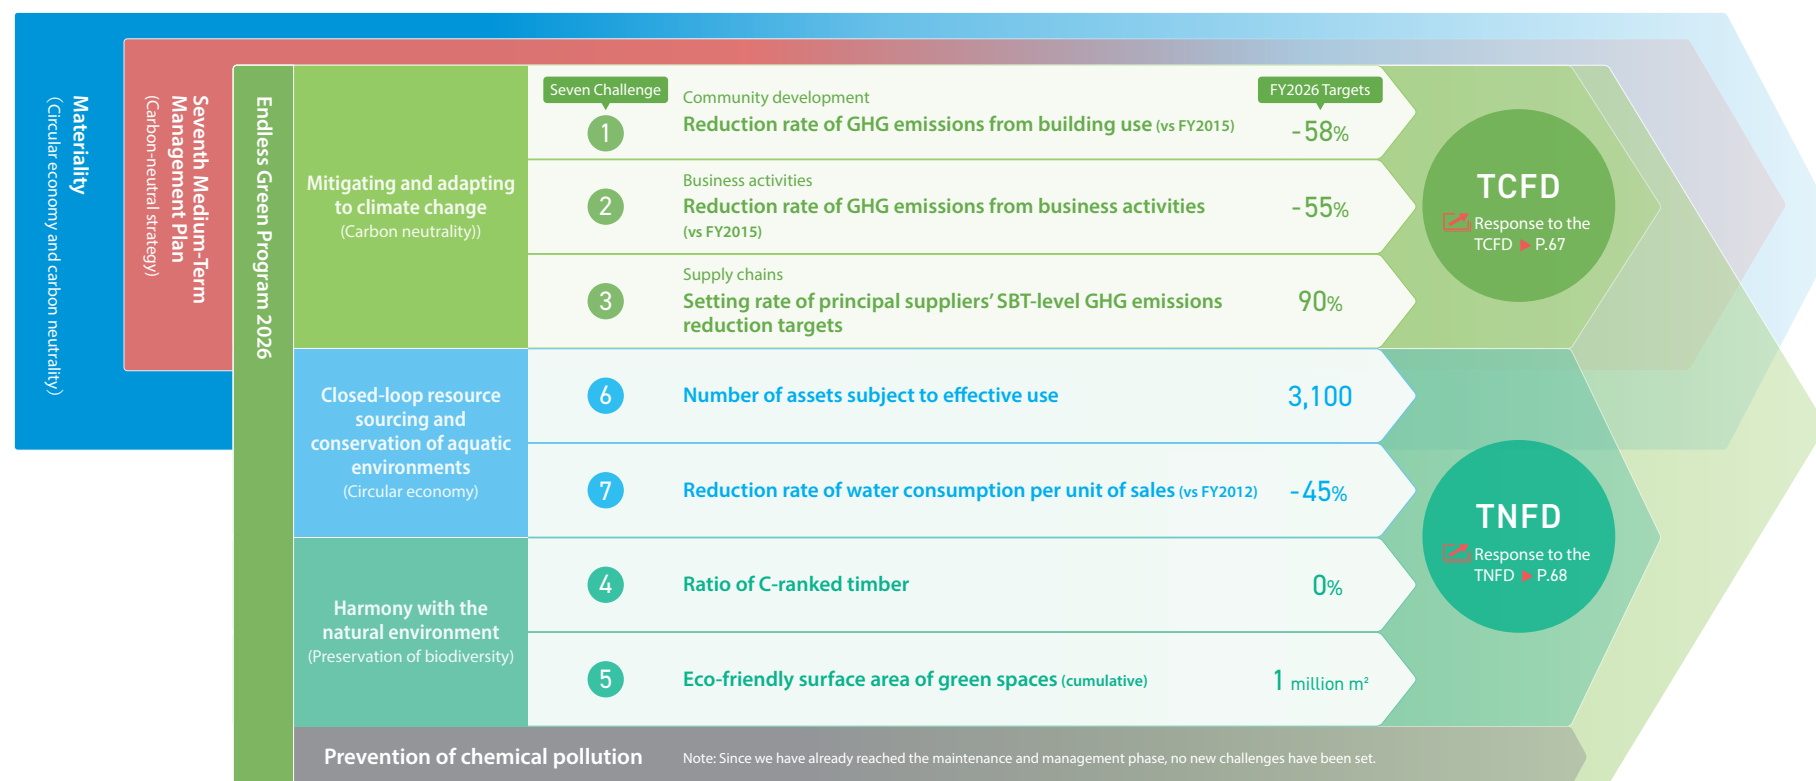 Materiality
(Circular economy and carbon neutrality)
Seventh Medium-Term
Management Plan
(Carbon-neutral strategy)
Endless Green Program 2026
Mitigating and adapting
to climate change
(Carbon neutrality))
Seven Challenge
FY2026 Targets
1
Community development
Reduction rate of GHG emissions from building use (vs FY2015)
-58%
2
Business activities
Reduction rate of GHG emissions from business activities
(vs FY2015)
-55%
3
Supply chains
Setting rate of principal suppliers' SBT-level GHG emissions
reduction targets
90%
TCFD
Response to the
TCFD ▶ P.67
Closed-loop resource
sourcing and
conservation of aquatic
environments
(Circular economy)
6
Number of assets subject to effective use
3,100
7
Reduction rate of water consumption per unit of sales (vs FY2012)
-45%
Harmony with the
natural environment
(Preservation of biodiversity)
4
Ratio of C-ranked timber
0%
5
Eco-friendly surface area of green spaces (cumulative)
1 million m²
TNFD
Response to the
TNFD ▶ P.68
Prevention of chemical pollution
Note: Since we have already reached the maintenance and management phase, no new challenges have been set.